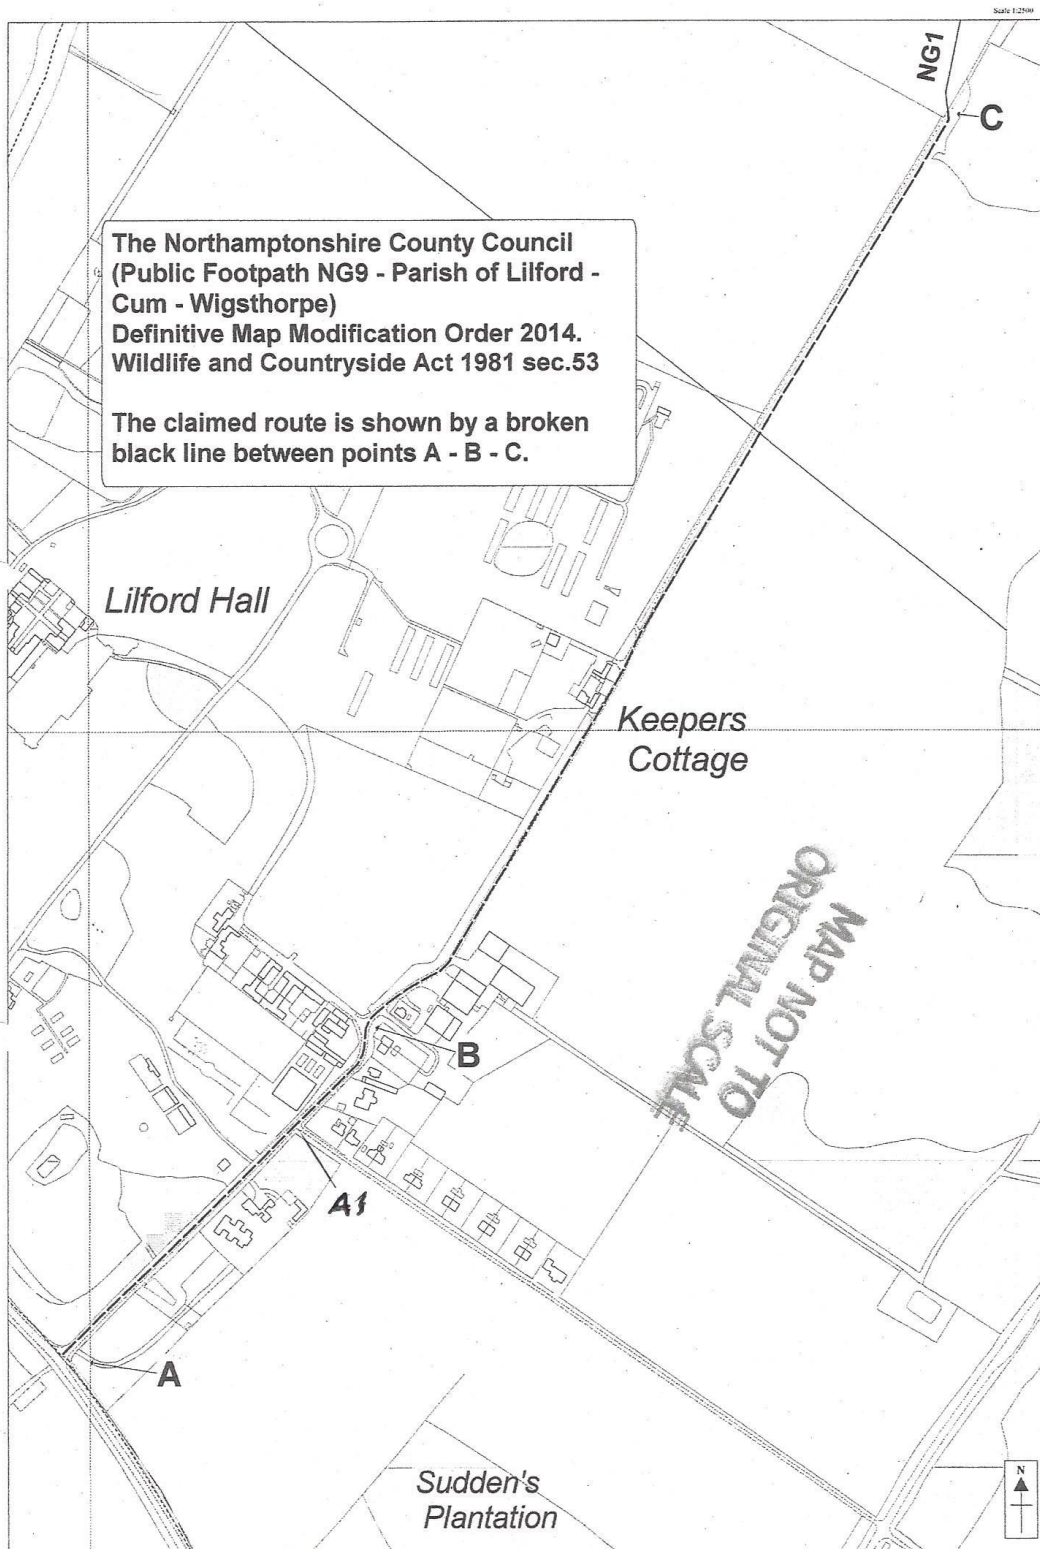 Scale 1:2500
NG1
C
The Northamptonshire County Council
(Public Footpath NG9 - Parish of Lilford -
Cum - Wigsthorpe)
Definitive Map Modification Order 2014.
Wildlife and Countryside Act 1981 sec.53
The claimed route is shown by a broken
black line between points A - B - C.
Lilford Hall
Keepers
Cottage
MAP NOT TO
ORIGINAL SCALE
B
A1
A
Sudden's
Plantation
N